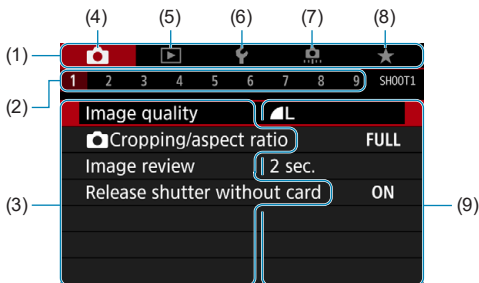 (4) (5) (6) (7) (8)
(1)
(2) 1 2 3 4 5 6 7 8 9 SHOOT1
Image quality L
Cropping/aspect ratio FULL
Image review 2 sec.
(3) Release shutter without card ON (9)